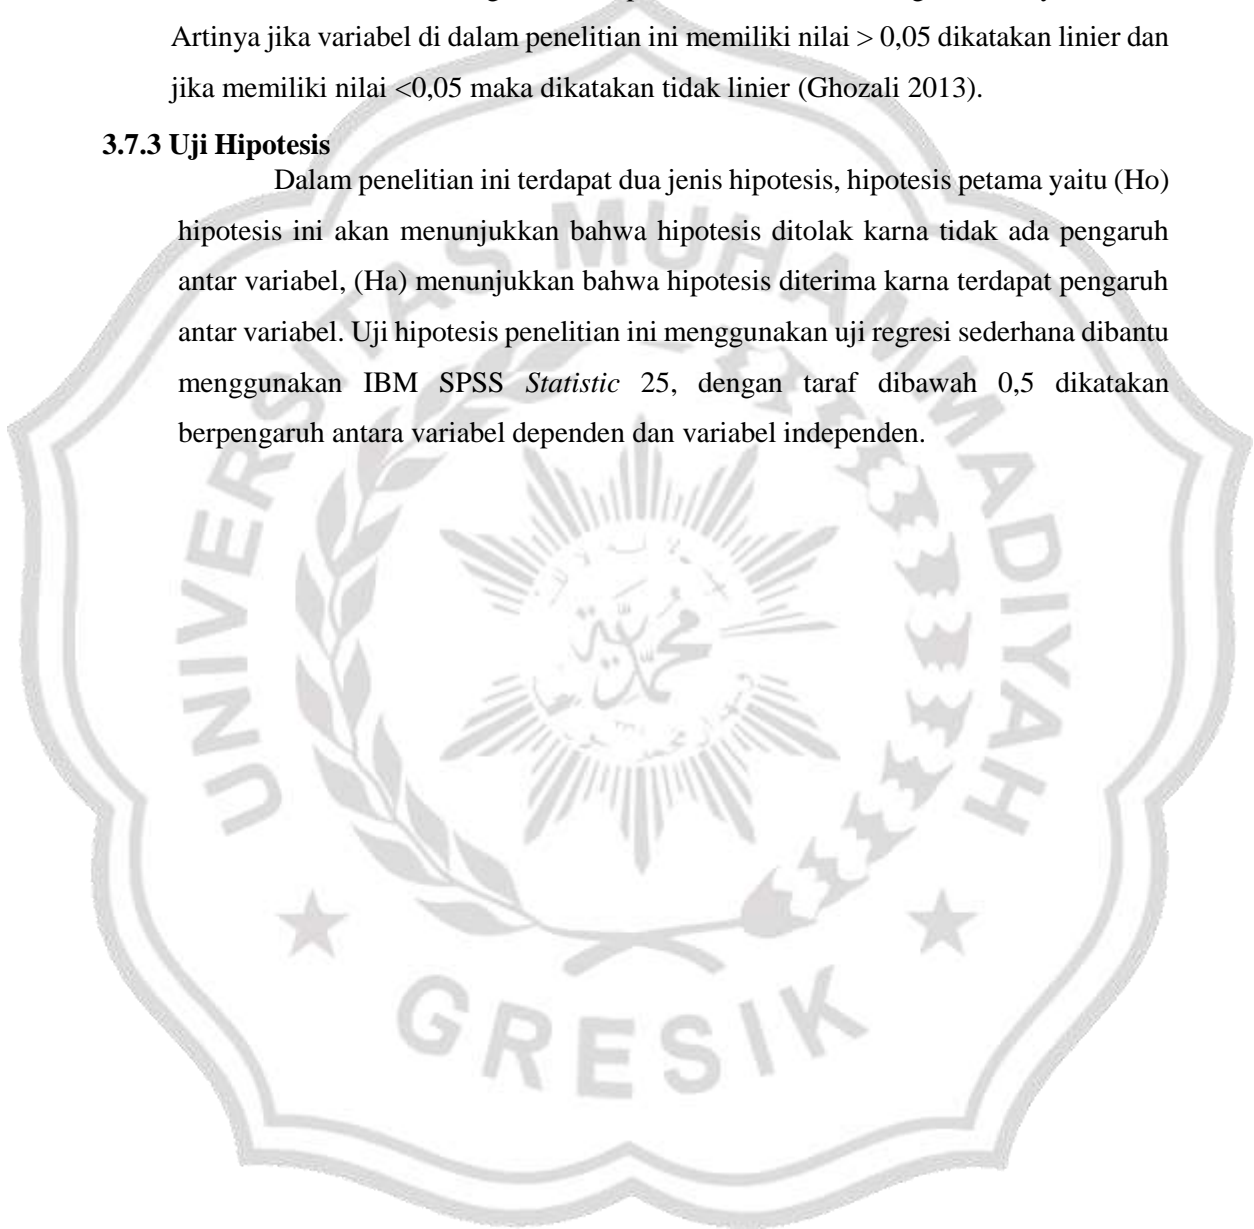 Artinya jika variabel di dalam penelitian ini memiliki nilai > 0,05 dikatakan linier dan
jika memiliki nilai <0,05 maka dikatakan tidak linier (Ghozali 2013).
3.7.3 Uji Hipotesis
Dalam penelitian ini terdapat dua jenis hipotesis, hipotesis petama yaitu (Ho)
hipotesis ini akan menunjukkan bahwa hipotesis ditolak karna tidak ada pengaruh
antar variabel, (Ha) menunjukkan bahwa hipotesis diterima karna terdapat pengaruh
antar variabel. Uji hipotesis penelitian ini menggunakan uji regresi sederhana dibantu
menggunakan IBM SPSS Statistic 25, dengan taraf dibawah 0,5 dikatakan
berpengaruh antara variabel dependen dan variabel independen.
UNIVERSITAS MUHAMMADIYAH
GRESIK
محمد